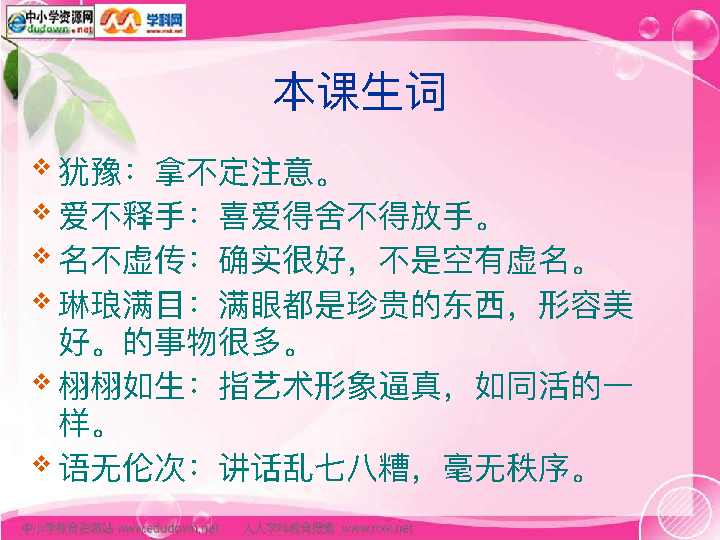 中小学资源网
edudown.net
学科网
www.nxk.net
本课生词
犹豫：拿不定注意。
爱不释手：喜爱得舍不得放手。
名不虚传：确实很好，不是空有虚名。
琳琅满目：满眼都是珍贵的东西，形容美
好。的事物很多。
栩栩如生：指艺术形象逼真，如同活的一
样。
语无伦次：讲话乱七八糟，毫无秩序。
中小学教育资源站 www.edudown.net 人人学科教育搜索 www.rrxk.net